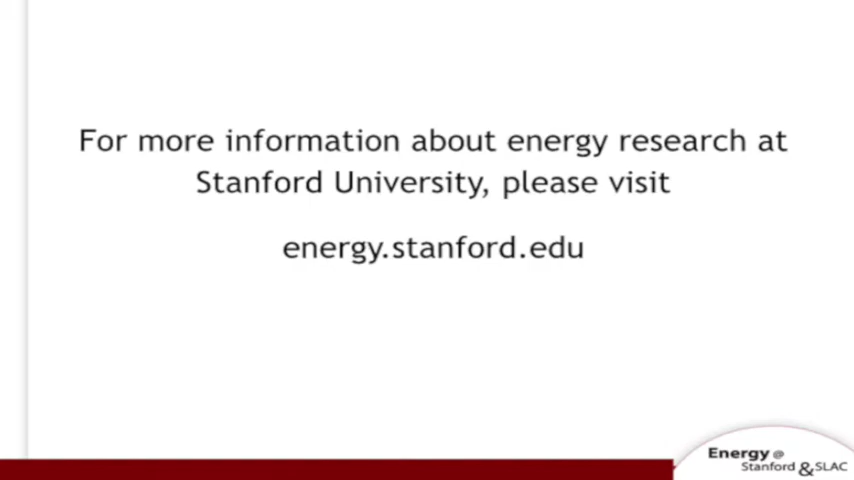 For more information about energy research at
Stanford University, please visit
energy.stanford.edu
Energy @
Stanford & SLAC